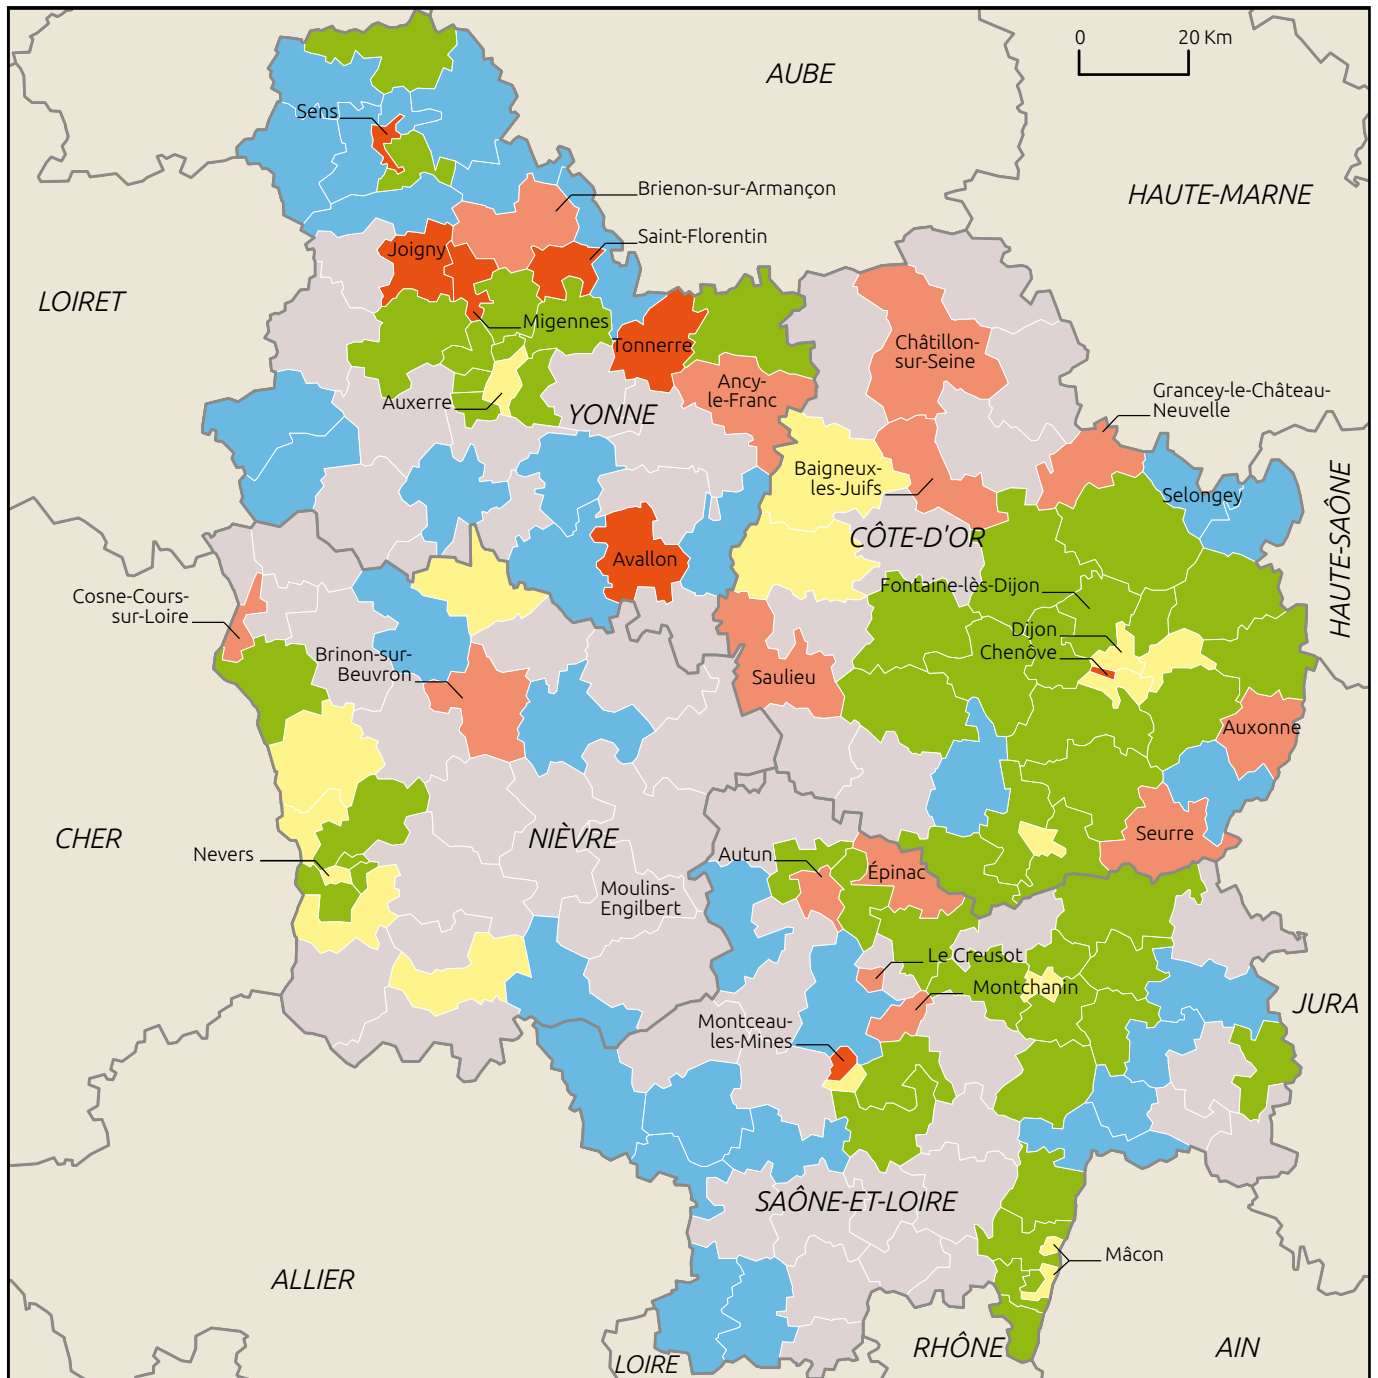 0 20 Km
AUBE
Sens
HAUTE-MARNE
Brienon-sur-Armançon
Saint-Florentin
Joigny
LOIRET
Migennes
Tonnerre
Châtillon-
sur-Seine
Ancy-
le-Franc
Grancey-le-Château-
Neuvelle
Auxerre
YONNE
Baigneux-
les-Juifs
Selongey
HAUTE-SAÔNE
CÔTE-D'OR
Avallon
Fontaine-lès-Dijon
Cosne-Cours-
sur-Loire
Dijon
Chenôve
Brinon-sur-
Beuvron
Saulieu
Auxonne
CHER
NIÈVRE
Seurre
Nevers
Autun
Épinac
Moulins-
Engilbert
Le Creusot
Montchanin
JURA
Montceau-
les-Mines
SAÔNE-ET-LOIRE
Mâcon
ALLIER
RHÔNE
AIN
LOIRE